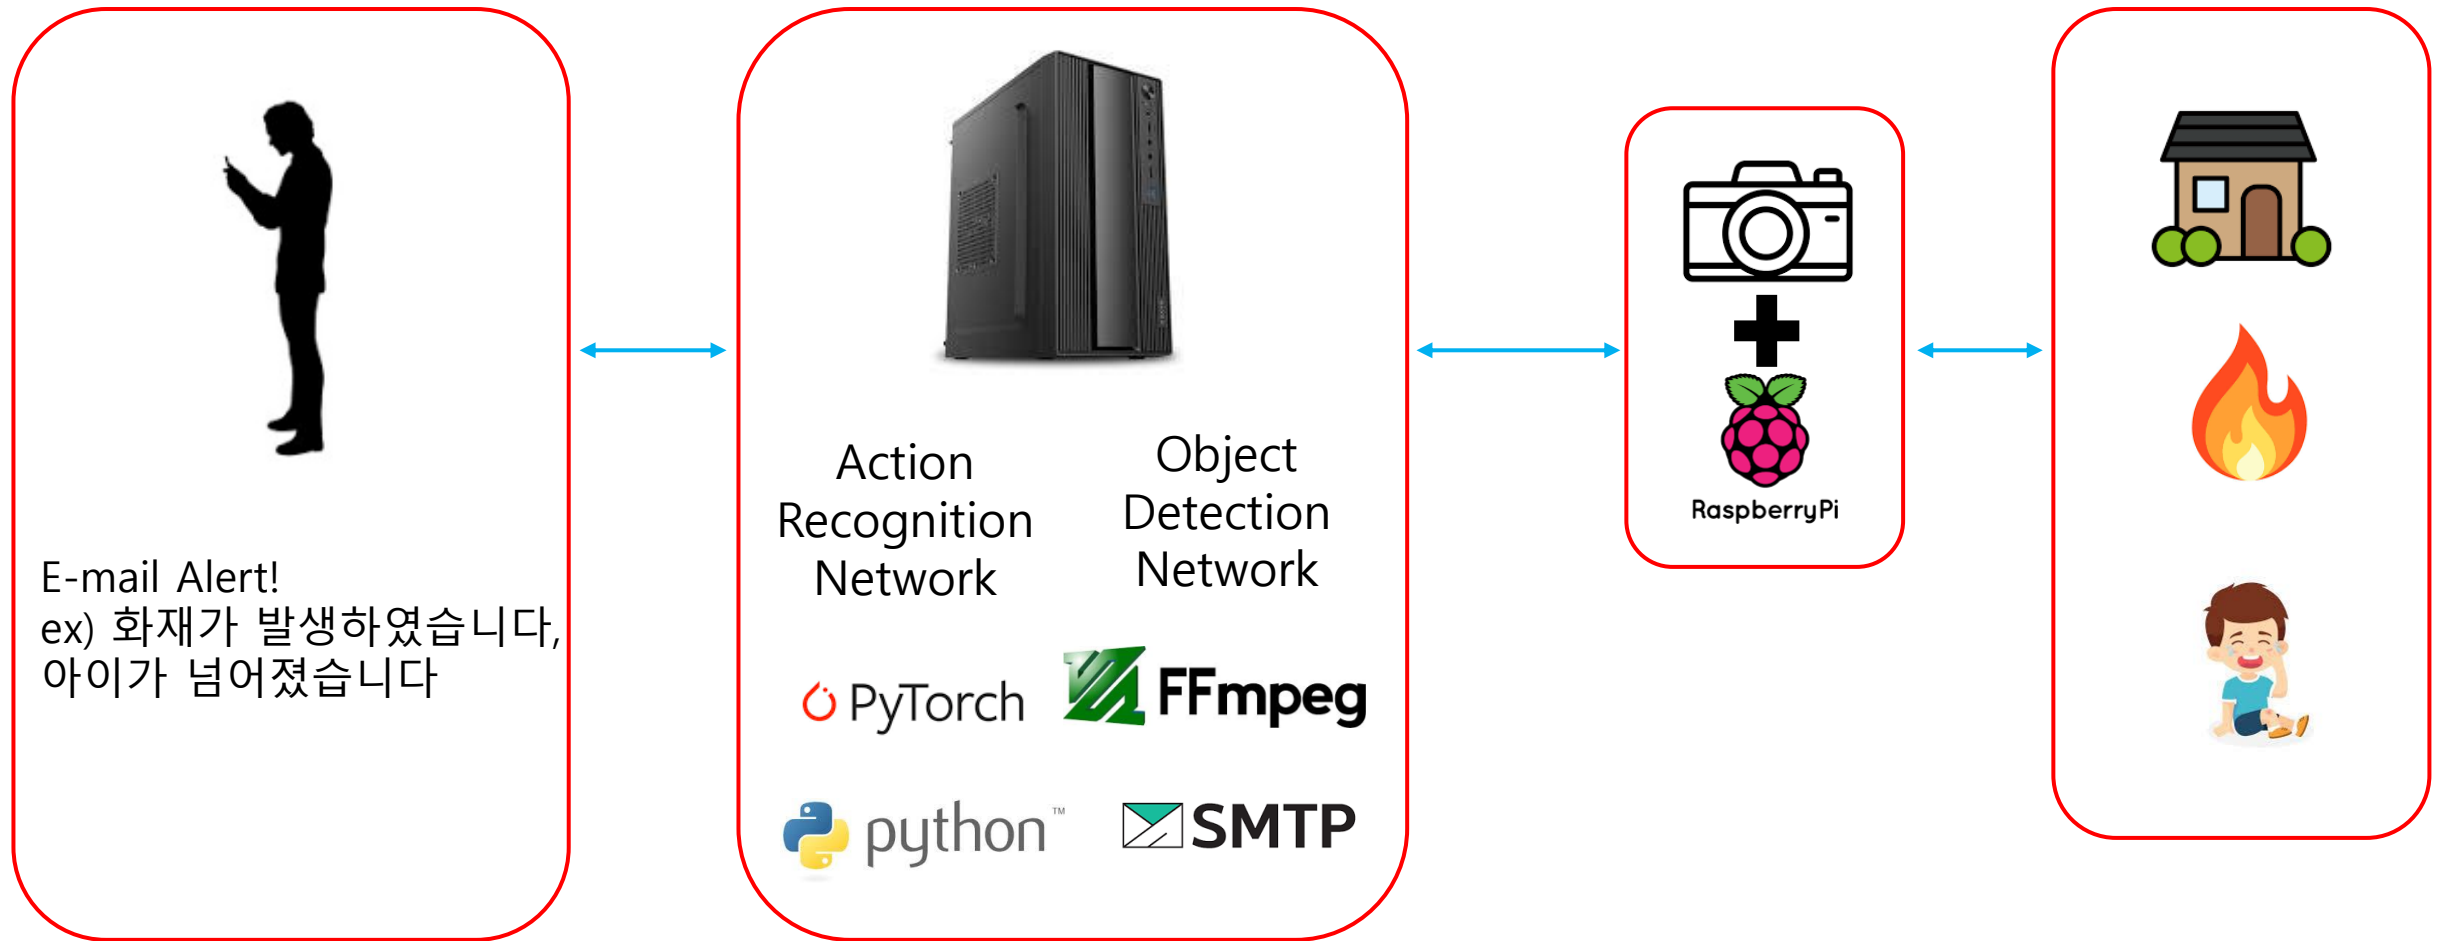 E-mail Alert!
ex) 화재가 발생하였습니다,
아이가 넘어졌습니다
Action
Recognition
Network
Object
Detection
Network
PyTorch
FFmpeg
python™
SMTP
RaspberryPi